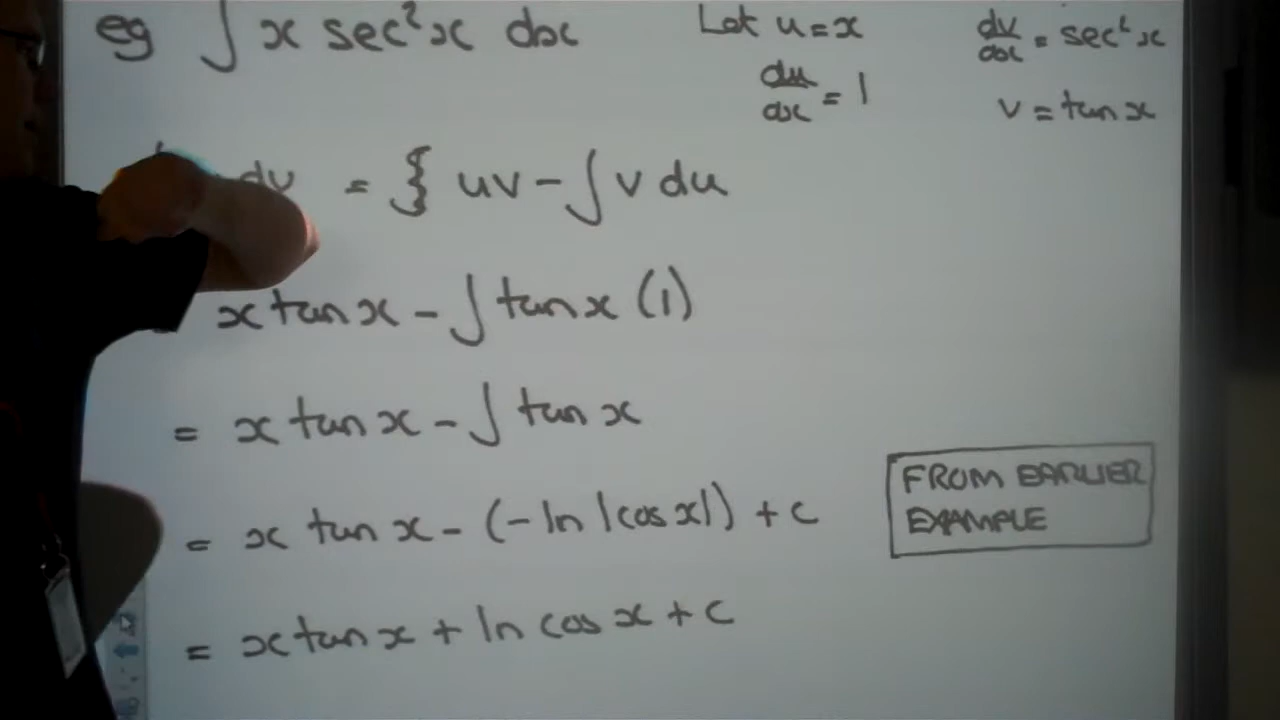 eg ∫ x sec²x dx   Let u = x   dv/dx = sec²x
du/dx = 1   v = tan x
dv = } uv - ∫ v du
x tan x - ∫ tan x (1)
= x tan x - ∫ tan x
= x tan x - (-ln |cos x|) + c
FROM EARLIER
EXAMPLE
= x tan x + ln cos x + c